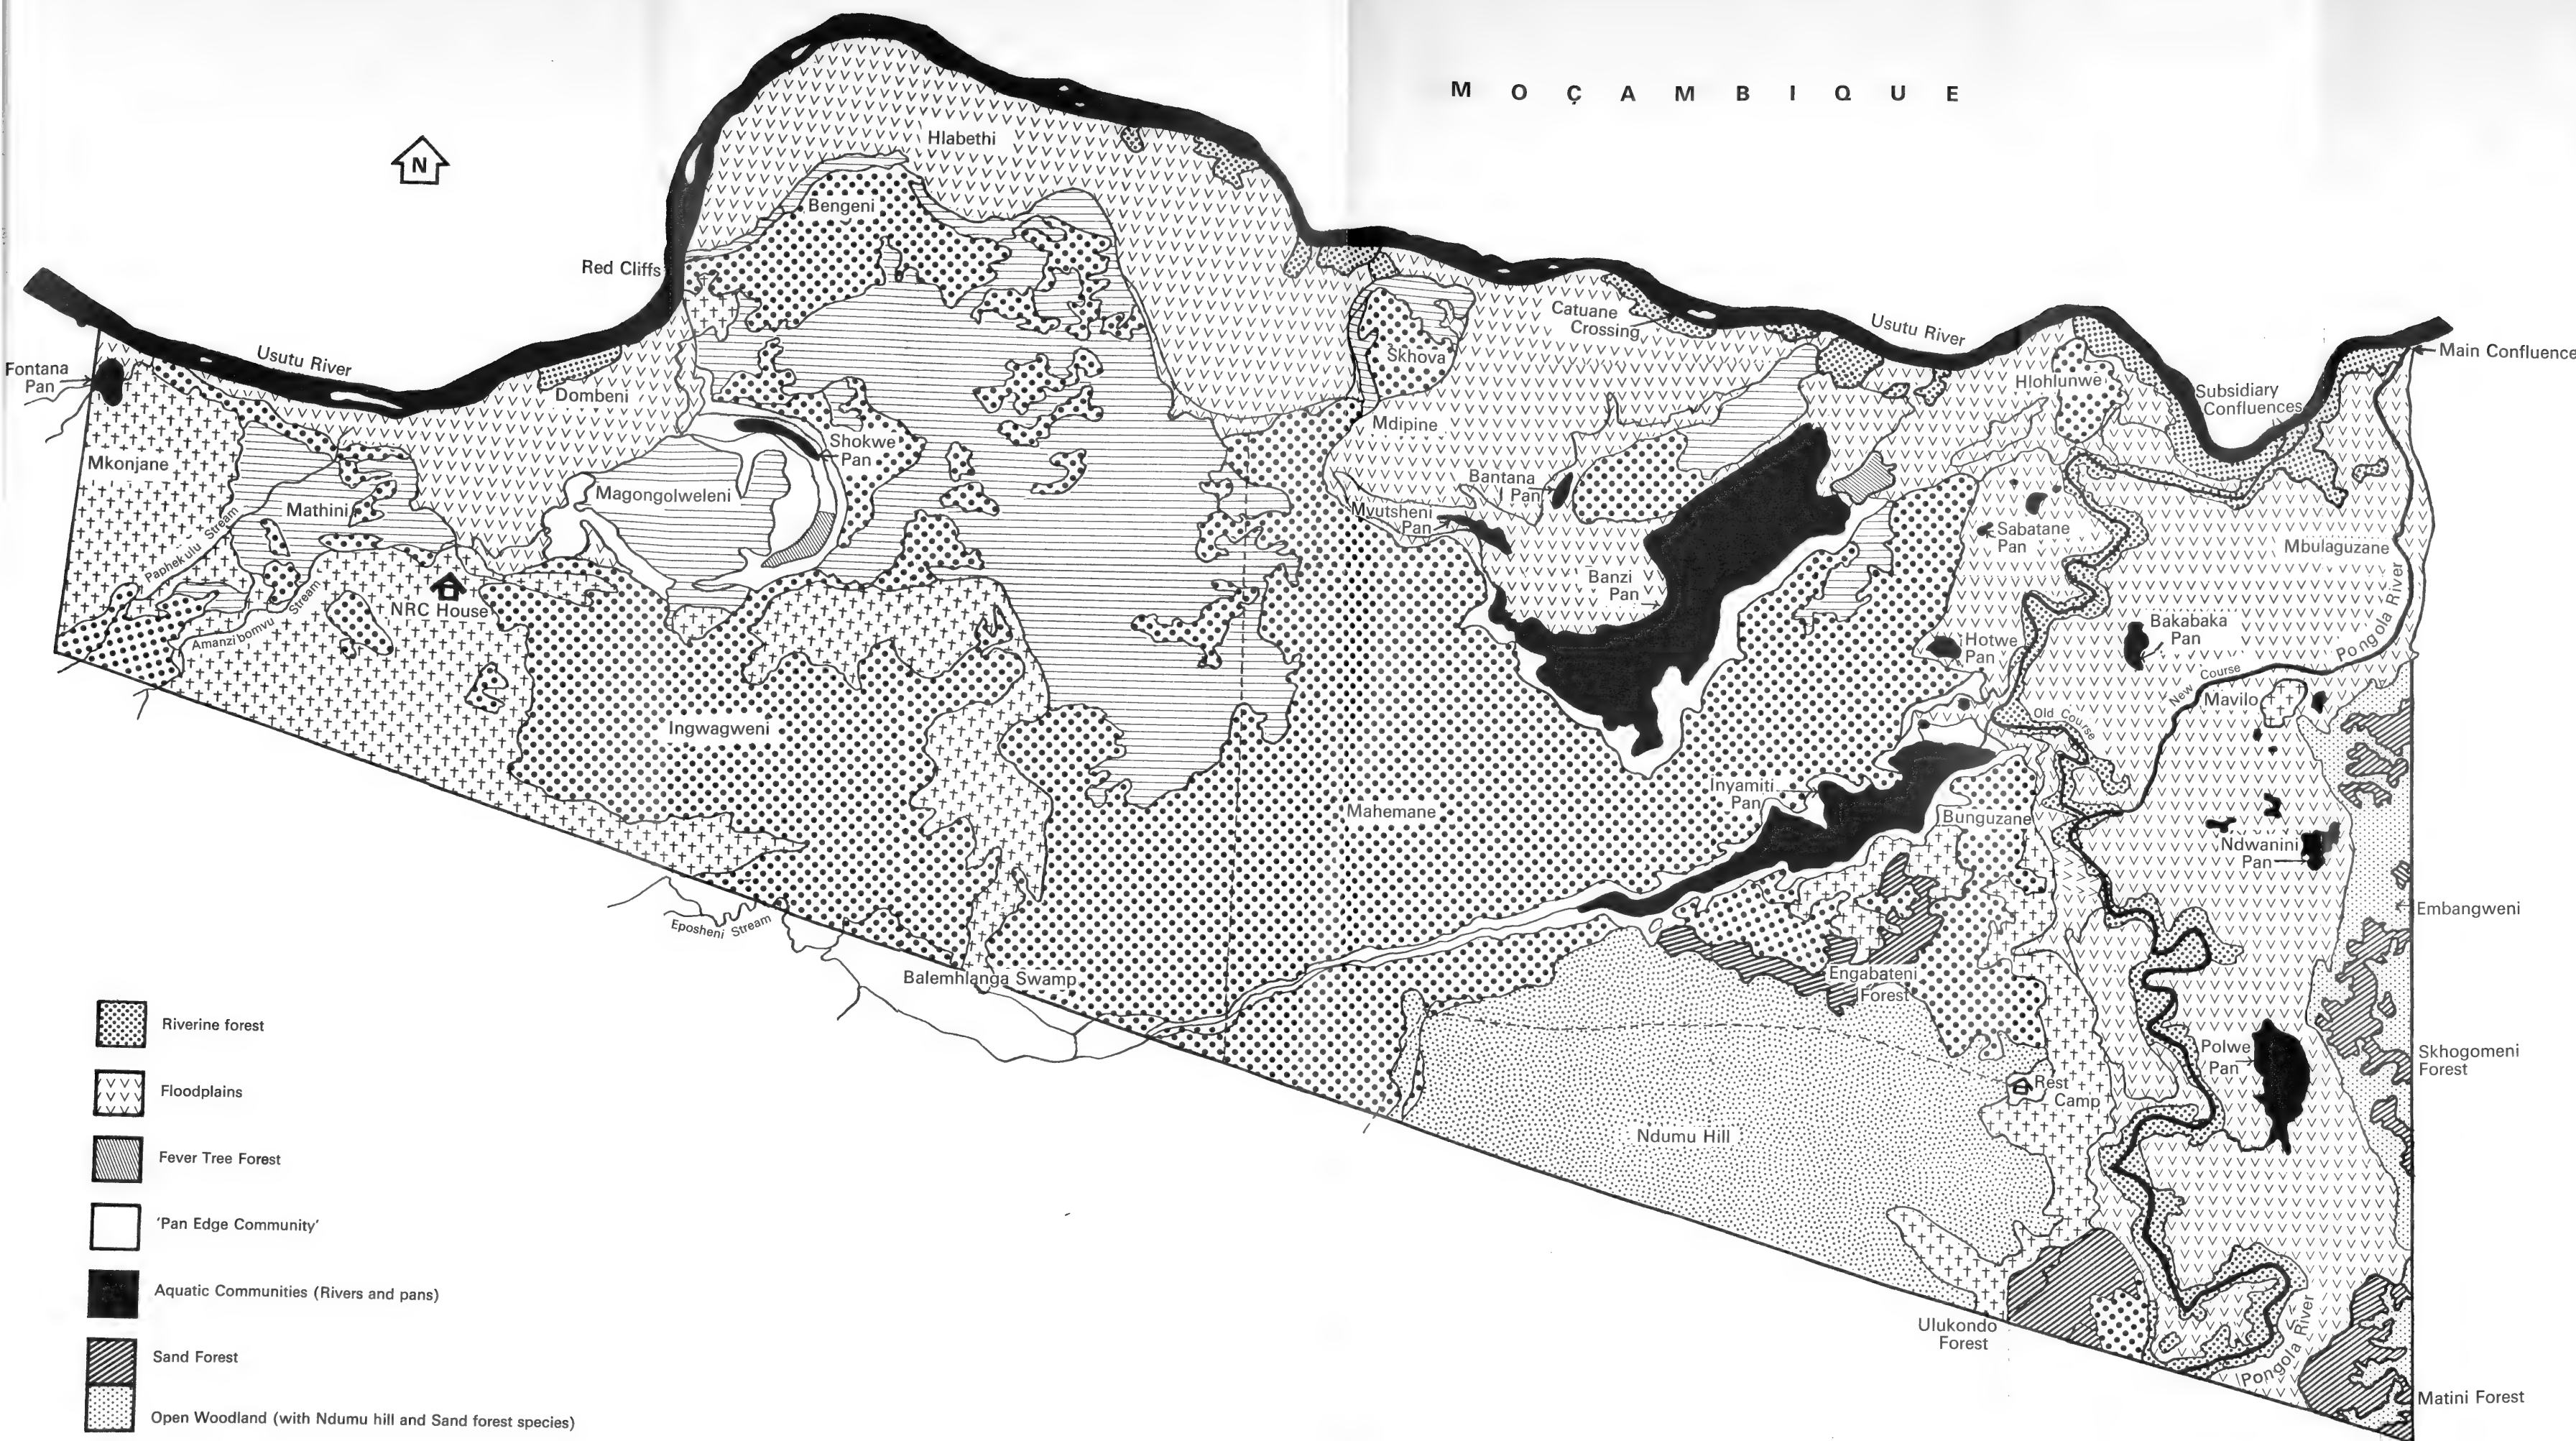 MOÇAMBIQUE
N
Hlabethi
Bengeni
Red Cliffs
Catuane
Crossing
Usutu River
Skhova
Main Confluence
Fontana
Pan
Usutu River
Dombeni
Hlohlunwe
Subsidiary
Confluences
Mdipine
Shokwe
Pan
Mkonjane
Magongolweleni
Bantana
Pan
Mvutsheni
Pan
Mathini
Paphekulu Stream
Sabatane
Pan
Mbulaguzane
Banzi
Pan
NRC House
Amanzibomvu Stream
Hotwe
Pan
Bakabaka
Pan
Pongola River
New Course
Mavilo
Old Course
Ingwagweni
Inyamiti
Pan
Mahemane
Bunguzane
Ndwanini
Pan
Embangweni
Eposheni Stream
Balemhlanga Swamp
Engabateni
Forest
Polwe
Pan
Skhogomeni
Forest
Rest
Camp
Ndumu Hill
Ulukondo
Forest
Pongola River
Matini Forest
Riverine forest
Floodplains
Fever Tree Forest
'Pan Edge Community'
Aquatic Communities (Rivers and pans)
Sand Forest
Open Woodland (with Ndumu hill and Sand forest species)